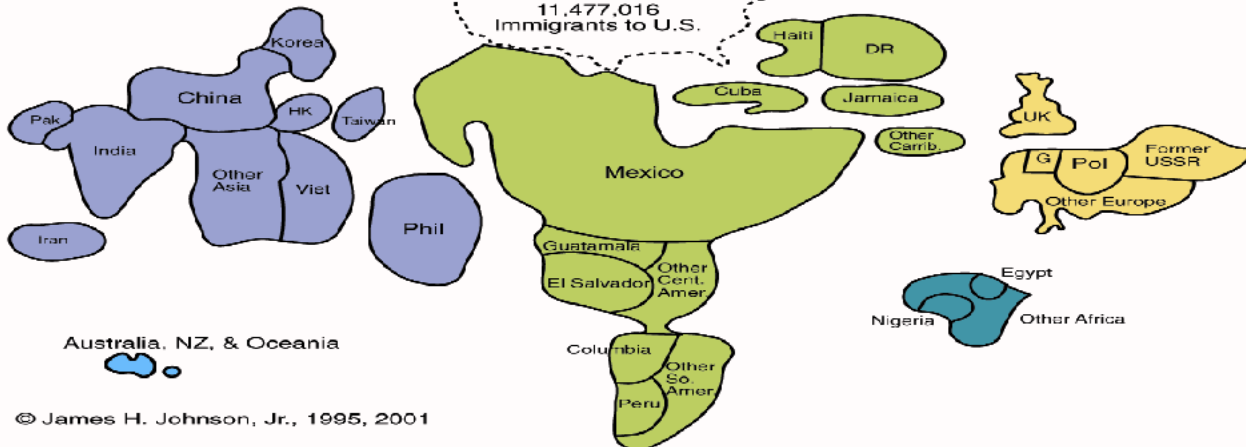 11,477,016
Immigrants to U.S.
Korea
China
HK
Taiwan
Pak
India
Other
Asia
Viet
Iran
Phil
Haiti
DR
Cuba
Jamaica
Other
Carrib.
Mexico
Guatamala
El Salvador
Other
Cent.
Amer.
Columbia
Peru
Other
So.
Amer.
UK
G
Pol
Former
USSR
Other Europe
Egypt
Nigeria
Other Africa
Australia, NZ, & Oceania
© James H. Johnson, Jr., 1995, 2001